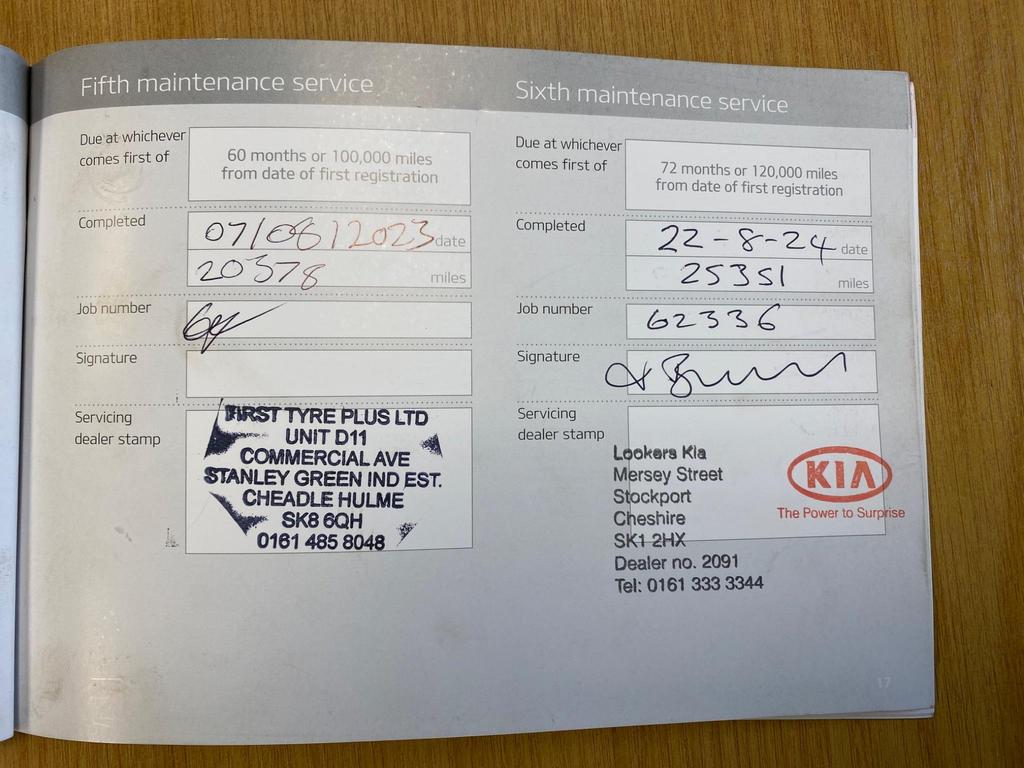 Fifth maintenance service
Due at whichever
comes first of
60 months or 100,000 miles
from date of first registration
Completed
07/08/2023 date
20378 miles
Job number
Signature
Servicing
dealer stamp
FIRST TYRE PLUS LTD
UNIT D11
COMMERCIAL AVE
STANLEY GREEN IND EST.
CHEADLE HULME
SK8 6QH
0161 485 8048
Sixth maintenance service
Due at whichever
comes first of
72 months or 120,000 miles
from date of first registration
Completed
22-8-24 date
25351 miles
Job number
62336
Signature
Servicing
dealer stamp
Lookers Kia
Mersey Street
Stockport
Cheshire
SK1 2HX
Dealer no. 2091
Tel: 0161 333 3344
KIA
The Power to Surprise
17